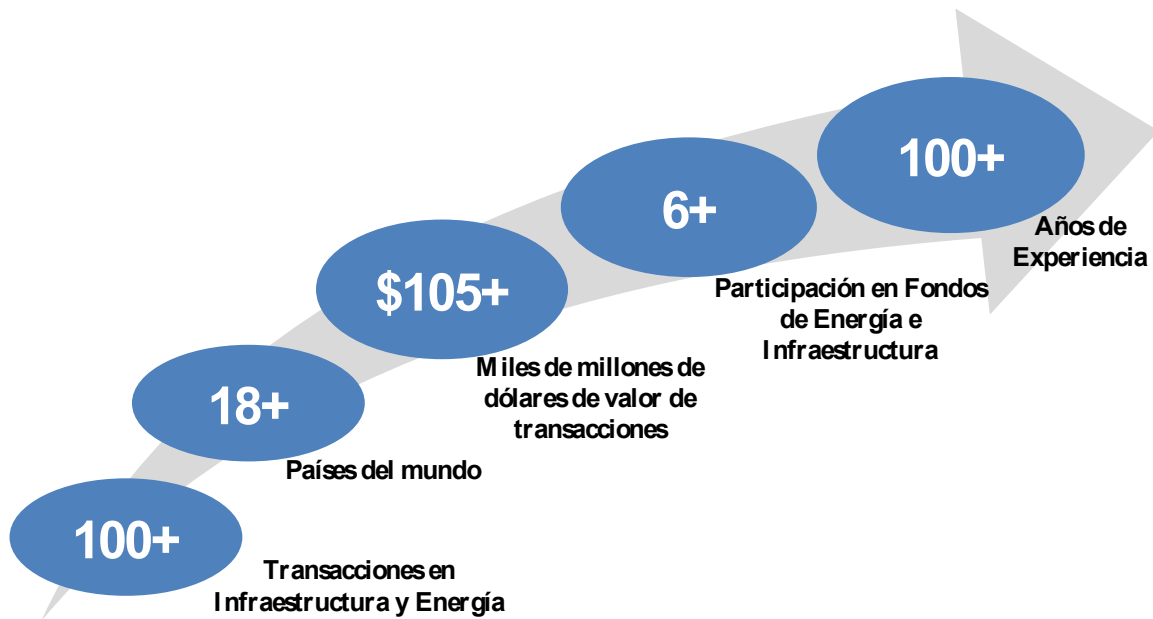 100+
Años de
Experiencia
6+
Participación en Fondos
de Energía e
Infraestructura
$105+
Miles de millones de
dólares de valor de
transacciones
18+
Países del mundo
100+
Transacciones en
Infraestructura y Energía